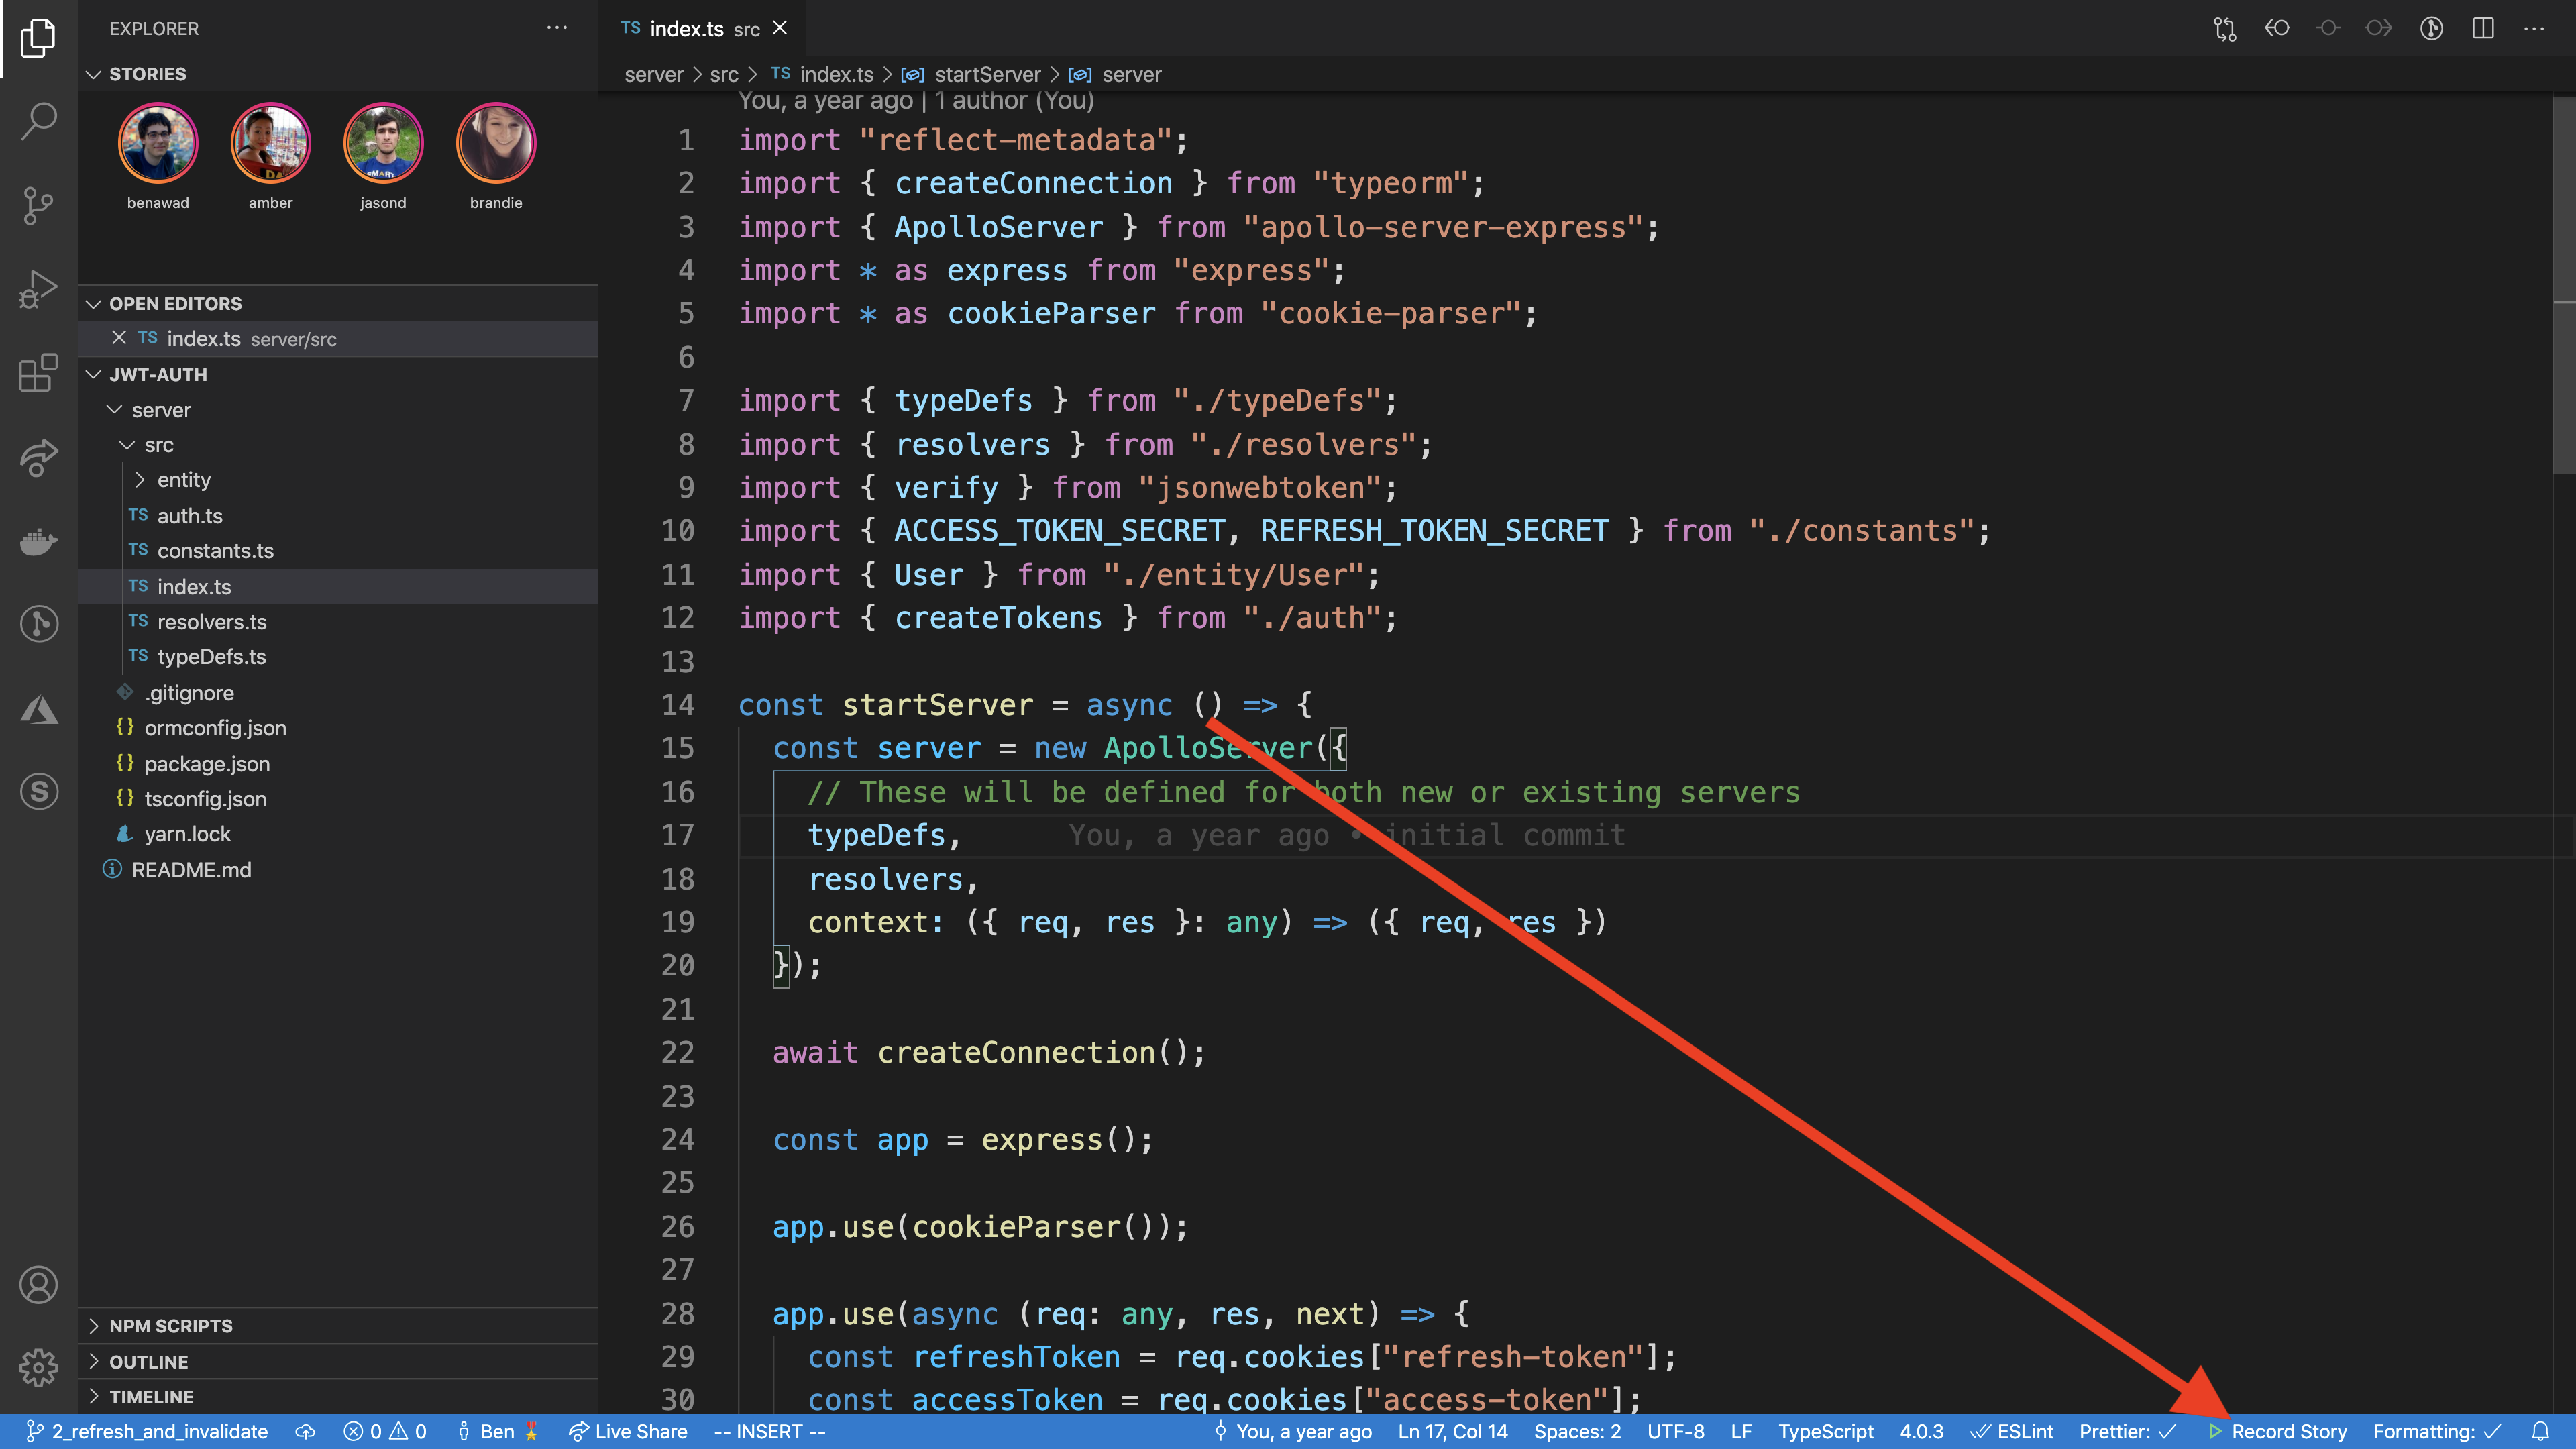 EXPLORER
STORIES
benawad amber jasond brandie
OPEN EDITORS
TS index.ts server/src
JWT-AUTH
server
src
entity
TS auth.ts
TS constants.ts
TS index.ts
TS resolvers.ts
TS typeDefs.ts
.gitignore
{} ormconfig.json
{} package.json
{} tsconfig.json
yarn.lock
README.md
NPM SCRIPTS
OUTLINE
TIMELINE
TS index.ts src
server > src > TS index.ts > startServer > server
You, a year ago | 1 author (You)
1 import "reflect-metadata";
2 import { createConnection } from "typeorm";
3 import { ApolloServer } from "apollo-server-express";
4 import * as express from "express";
5 import * as cookieParser from "cookie-parser";
6
7 import { typeDefs } from "./typeDefs";
8 import { resolvers } from "./resolvers";
9 import { verify } from "jsonwebtoken";
10 import { ACCESS_TOKEN_SECRET, REFRESH_TOKEN_SECRET } from "./constants";
11 import { User } from "./entity/User";
12 import { createTokens } from "./auth";
13
14 const startServer = async () => {
15 const server = new ApolloServer({
16 // These will be defined for both new or existing servers
17 typeDefs, You, a year ago • initial commit
18 resolvers,
19 context: ({ req, res }: any) => ({ req, res })
20 });
21
22 await createConnection();
23
24 const app = express();
25
26 app.use(cookieParser());
27
28 app.use(async (req: any, res, next) => {
29 const refreshToken = req.cookies["refresh-token"];
30 const accessToken = req.cookies["access-token"];
2_refresh_and_invalidate 0 0 Ben Live Share -- INSERT -- You, a year ago Ln 17, Col 14 Spaces: 2 UTF-8 LF TypeScript 4.0.3 ESLint Prettier: ✓ Record Story Formatting: ✓